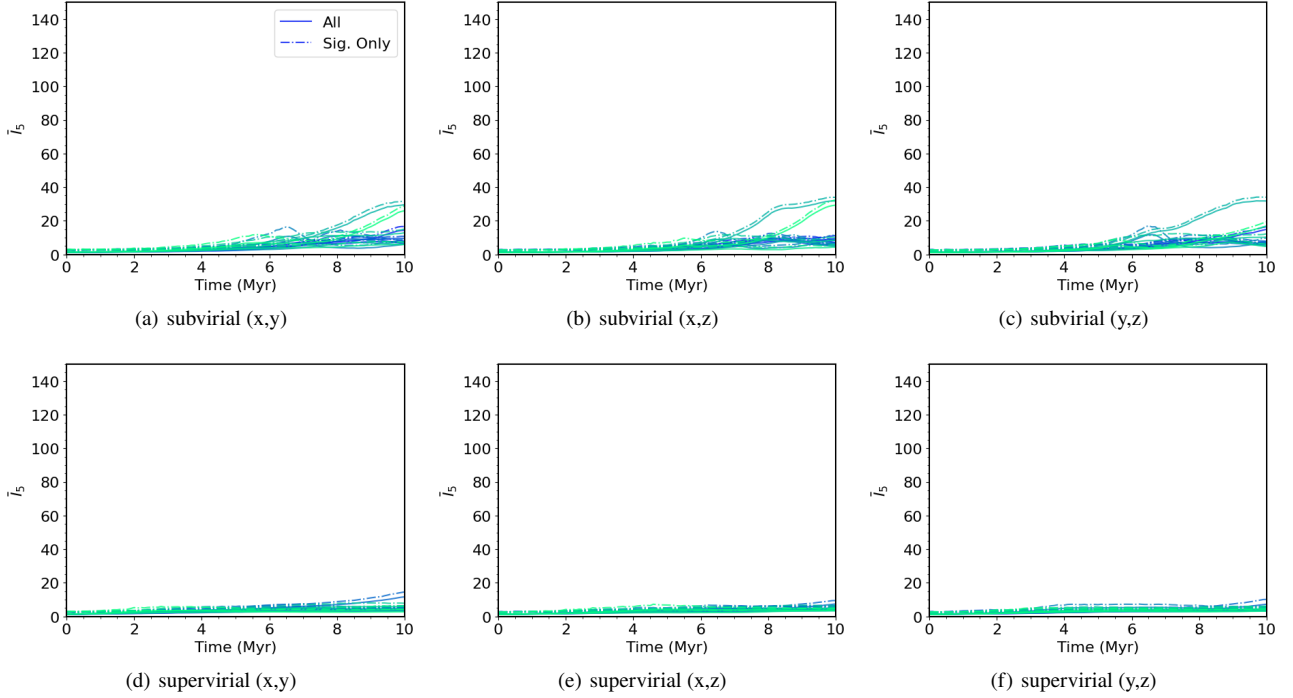 All
Sig. Only
140
120
100
80
60
40
20
0
Ī₅
0 2 4 6 8 10
Time (Myr)
(a) subvirial (x,y)
140
120
100
80
60
40
20
0
Ī₅
0 2 4 6 8 10
Time (Myr)
(b) subvirial (x,z)
140
120
100
80
60
40
20
0
Ī₅
0 2 4 6 8 10
Time (Myr)
(c) subvirial (y,z)
140
120
100
80
60
40
20
0
Ī₅
0 2 4 6 8 10
Time (Myr)
(d) supervirial (x,y)
140
120
100
80
60
40
20
0
Ī₅
0 2 4 6 8 10
Time (Myr)
(e) supervirial (x,z)
140
120
100
80
60
40
20
0
Ī₅
0 2 4 6 8 10
Time (Myr)
(f) supervirial (y,z)